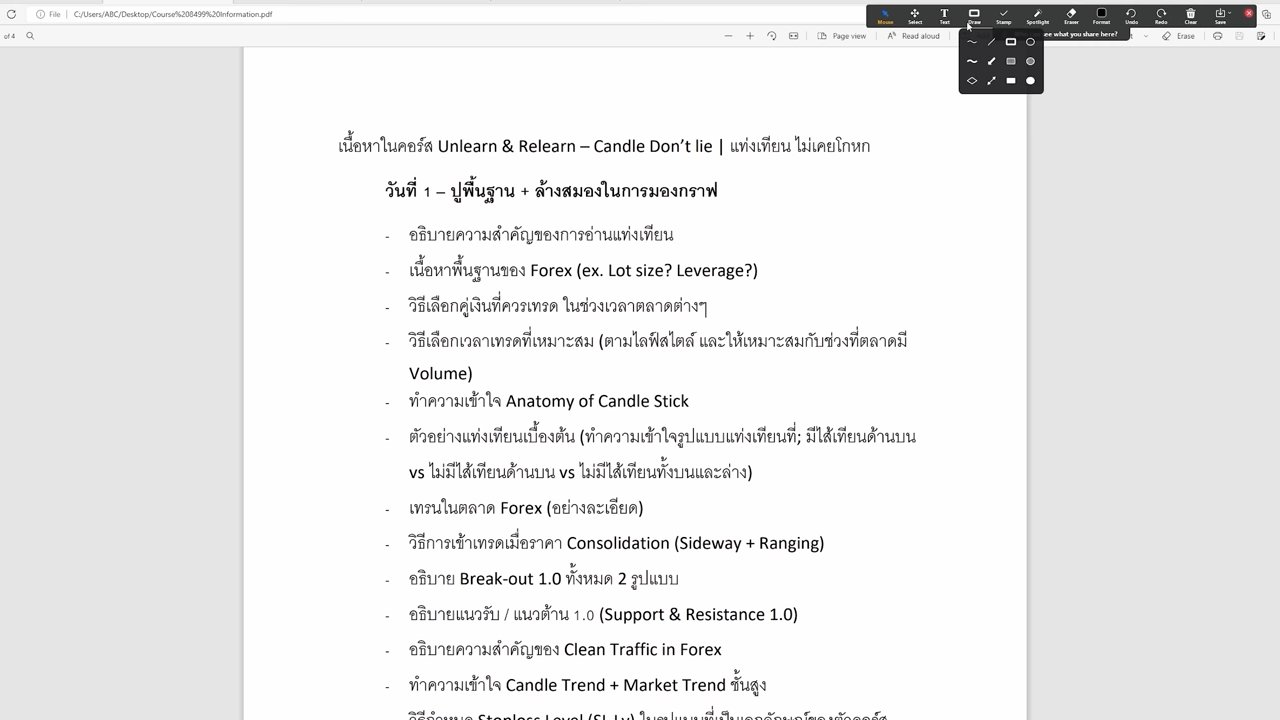 File
C:/Users/ABC/Desktop/Course%208499%20Information.pdf
Mouse Select Text Draw Stamp Spotlight Eraser Format Undo Redo Clear Save
of 4
Page view
Read aloud
see what you share here?
Erase
เนื้อหาในคอร์ส Unlearn & Relearn – Candle Don’t lie | แท่งเทียน ไม่เคยโกหก
วันที่ 1 – ปูพื้นฐาน + ล้างสมองในการมองกราฟ
- อธิบายความสำคัญของการอ่านแท่งเทียน
- เนื้อหาพื้นฐานของ Forex (ex. Lot size? Leverage?)
- วิธีเลือกคู่เงินที่ควรเทรด ในช่วงเวลาตลาดต่างๆ
- วิธีเลือกเวลาเทรดที่เหมาะสม (ตามไลฟ์สไตล์ และให้เหมาะสมกับช่วงที่ตลาดมี
Volume)
- ทำความเข้าใจ Anatomy of Candle Stick
- ตัวอย่างแท่งเทียนเบื้องต้น (ทำความเข้าใจรูปแบบแท่งเทียนที่; มีไส้เทียนด้านบน
vs ไม่มีไส้เทียนด้านบน vs ไม่มีไส้เทียนทั้งบนและล่าง)
- เทรนในตลาด Forex (อย่างละเอียด)
- วิธีการเข้าเทรดเมื่อราคา Consolidation (Sideway + Ranging)
- อธิบาย Break-out 1.0 ทั้งหมด 2 รูปแบบ
- อธิบายแนวรับ / แนวต้าน 1.0 (Support & Resistance 1.0)
- อธิบายความสำคัญของ Clean Traffic in Forex
- ทำความเข้าใจ Candle Trend + Market Trend ชั้นสูง